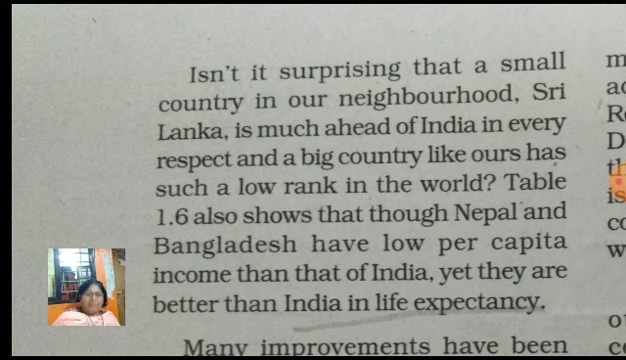 Isn't it surprising that a small
country in our neighbourhood, Sri
Lanka, is much ahead of India in every
respect and a big country like ours has
such a low rank in the world? Table
1.6 also shows that though Nepal and
Bangladesh have low per capita
income than that of India, yet they are
better than India in life expectancy.
Many improvements have been